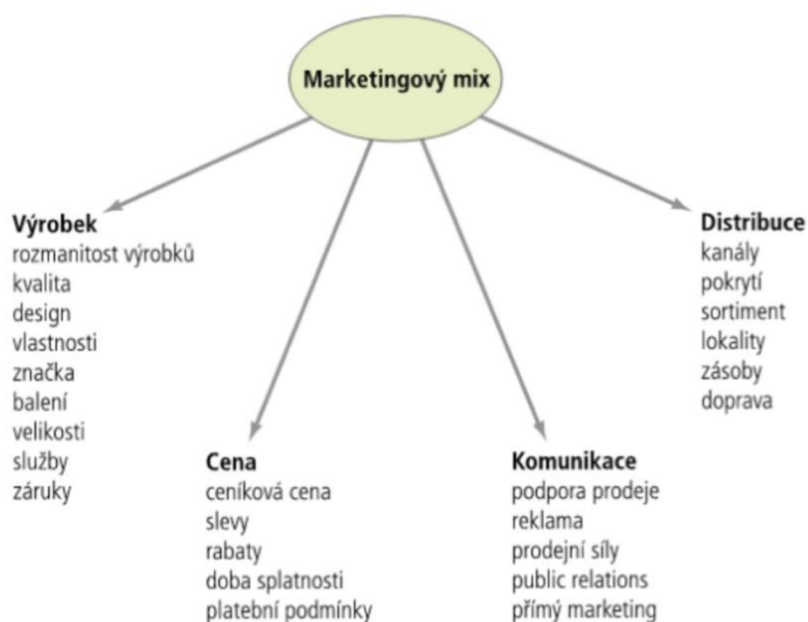 Marketingový mix
Výrobek
rozmanitost výrobků
kvalita
design
vlastnosti
značka
balení
velikosti
služby
záruky
Cena
ceníková cena
slevy
rabaty
doba splatnosti
platební podmínky
Komunikace
podpora prodeje
reklama
prodejní síly
public relations
přímý marketing
Distribuce
kanály
pokrytí
sortiment
lokality
zásoby
doprava